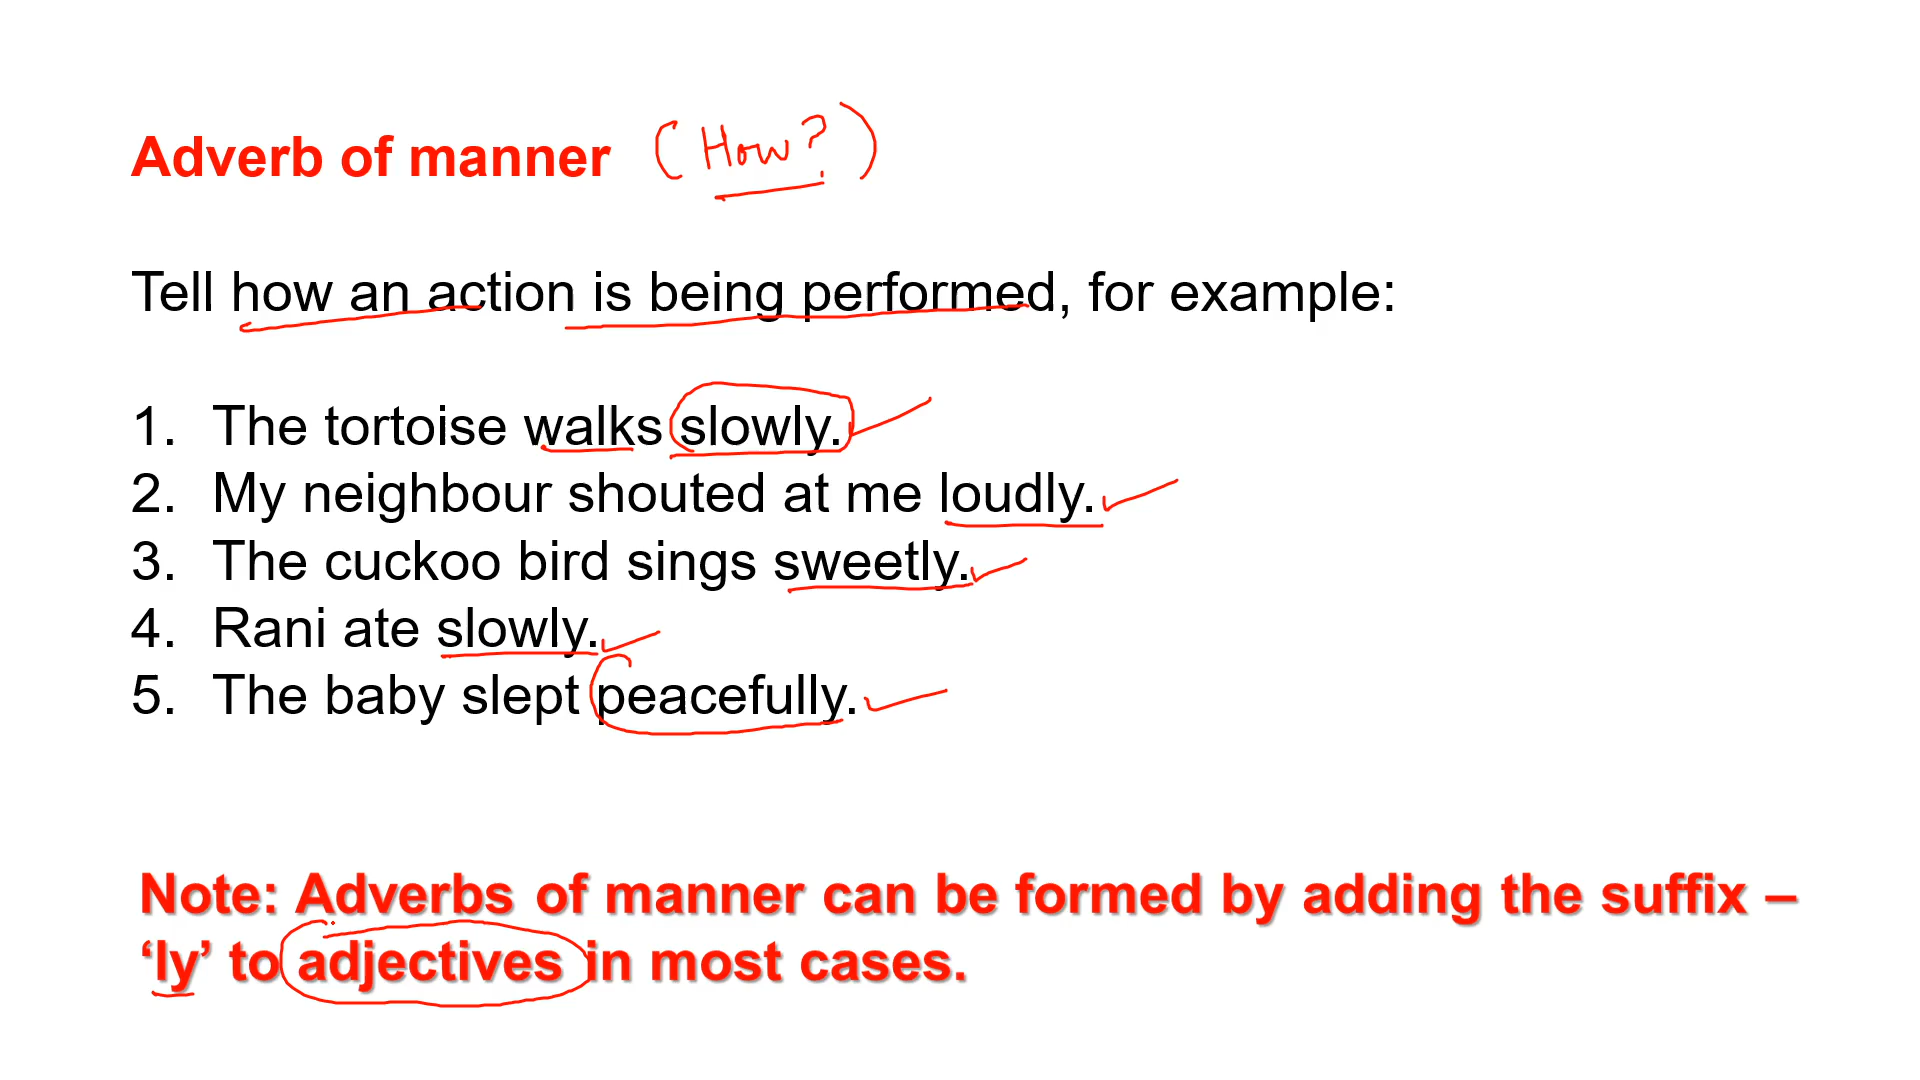 Adverb of manner (How?)
Tell how an action is being performed, for example:
1. The tortoise walks slowly.
2. My neighbour shouted at me loudly.
3. The cuckoo bird sings sweetly.
4. Rani ate slowly.
5. The baby slept peacefully.
Note: Adverbs of manner can be formed by adding the suffix –
‘ly’ to adjectives in most cases.